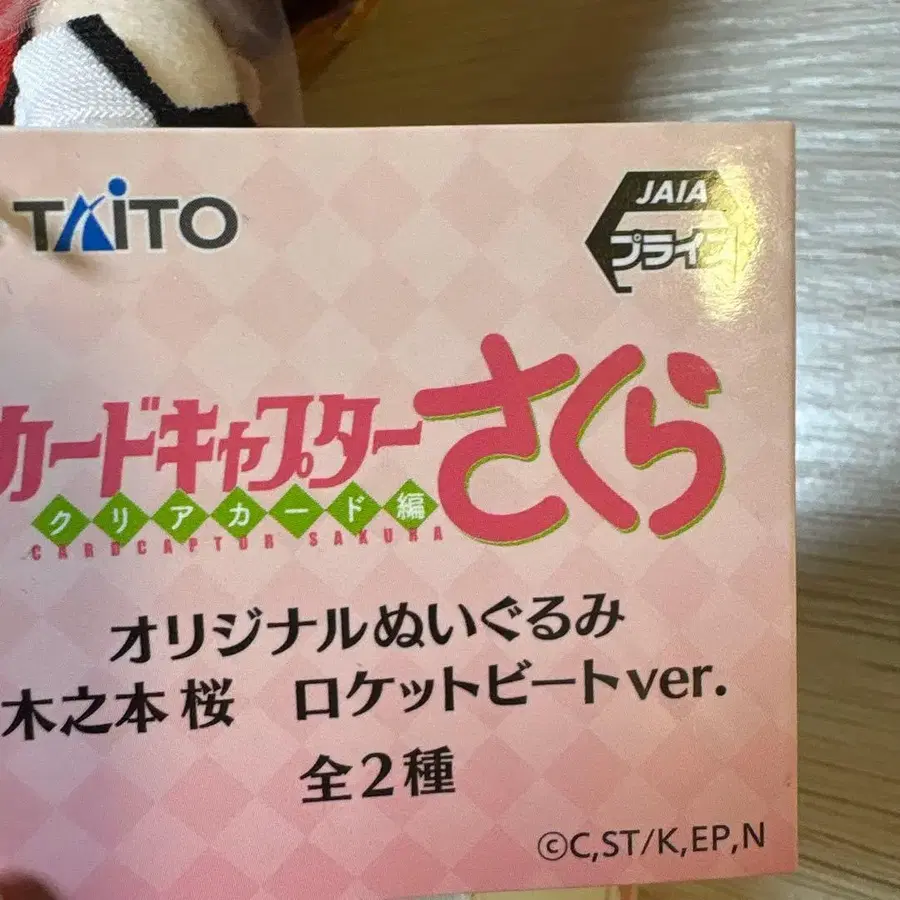 TAITO
JAIA
プライズ
カードキャプターさくら
クリアカード編
CARDCAPTOR SAKURA
オリジナルぬいぐるみ
木之本 桜 ロケットビートver.
全2種
©C,ST/K,EP,N